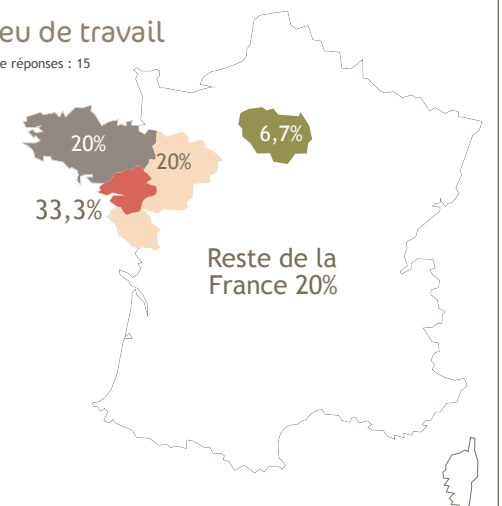 eu de travail
e réponses : 15
6,7%
20%
20%
33,3%
Reste de la
France 20%